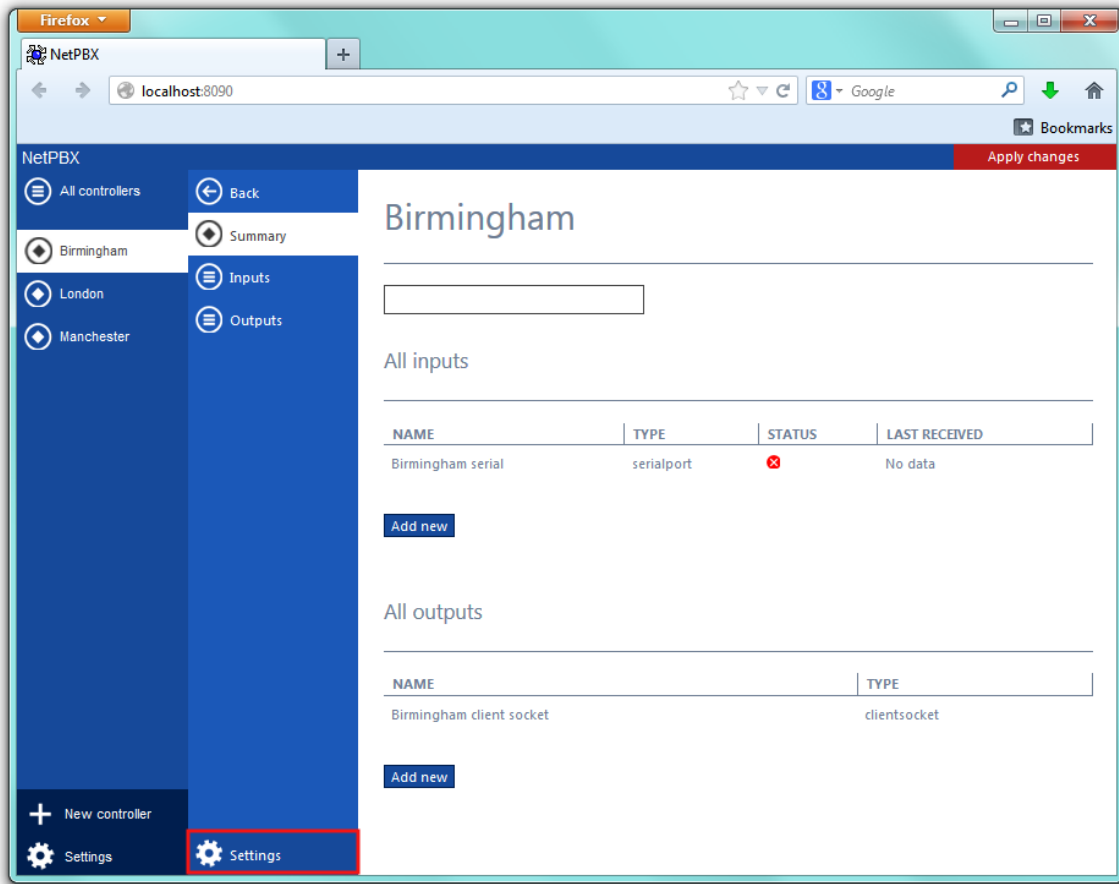 Firefox
NetPBX
localhost:8090
Google
Bookmarks
NetPBX
Apply changes
All controllers
Birmingham
London
Manchester
New controller
Settings
Back
Summary
Inputs
Outputs
Settings
Birmingham
All inputs
NAME TYPE STATUS LAST RECEIVED
Birmingham serial serialport No data
Add new
All outputs
NAME TYPE
Birmingham client socket clientsocket
Add new